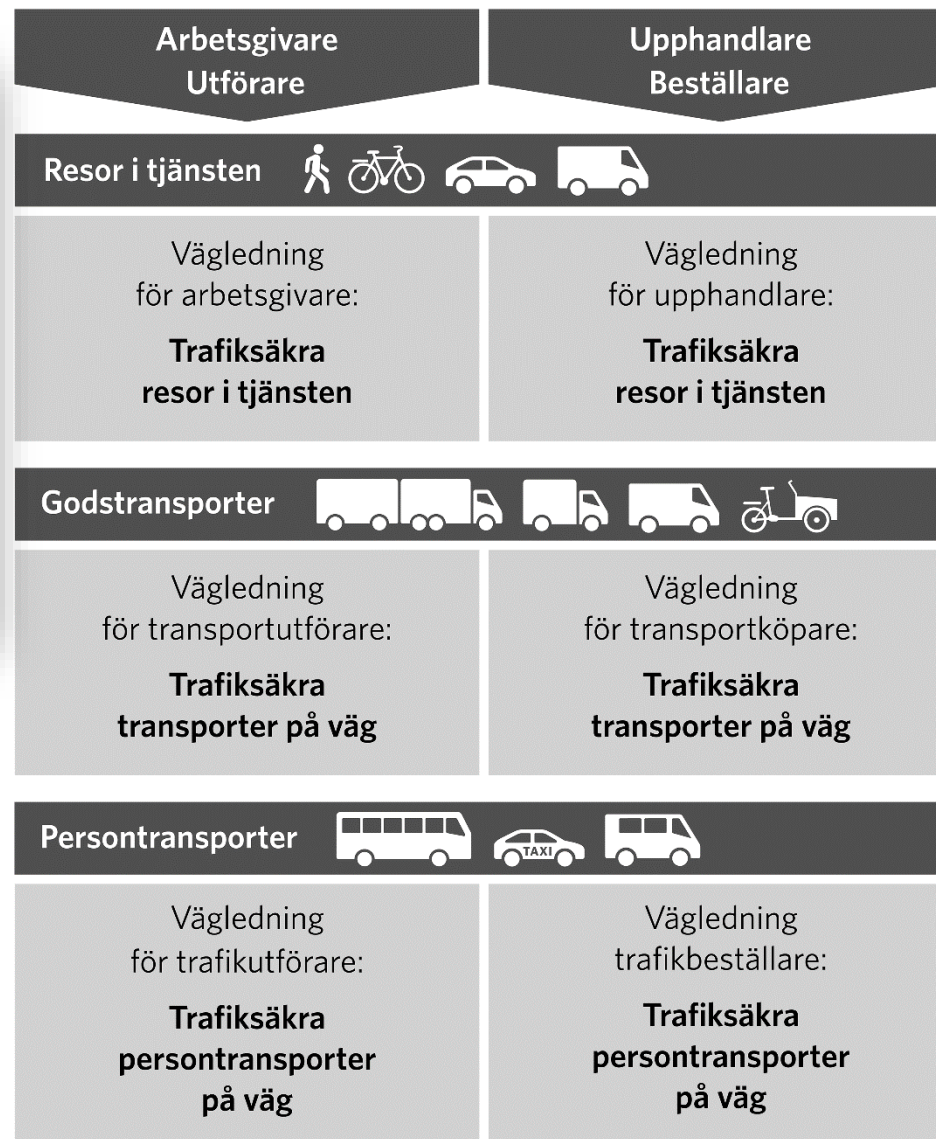 Arbetsgivare
Utförare
Upphandlare
Beställare
Resor i tjänsten
Vägledning
för arbetsgivare:
Trafiksäkra
resor i tjänsten
Vägledning
för upphandlare:
Trafiksäkra
resor i tjänsten
Godstransporter
Vägledning
för transportutförare:
Trafiksäkra
transporter på väg
Vägledning
för transportköpare:
Trafiksäkra
transporter på väg
Persontransporter
TAXI
Vägledning
för trafikutförare:
Trafiksäkra
persontransporter
på väg
Vägledning
trafikbeställare:
Trafiksäkra
persontransporter
på väg